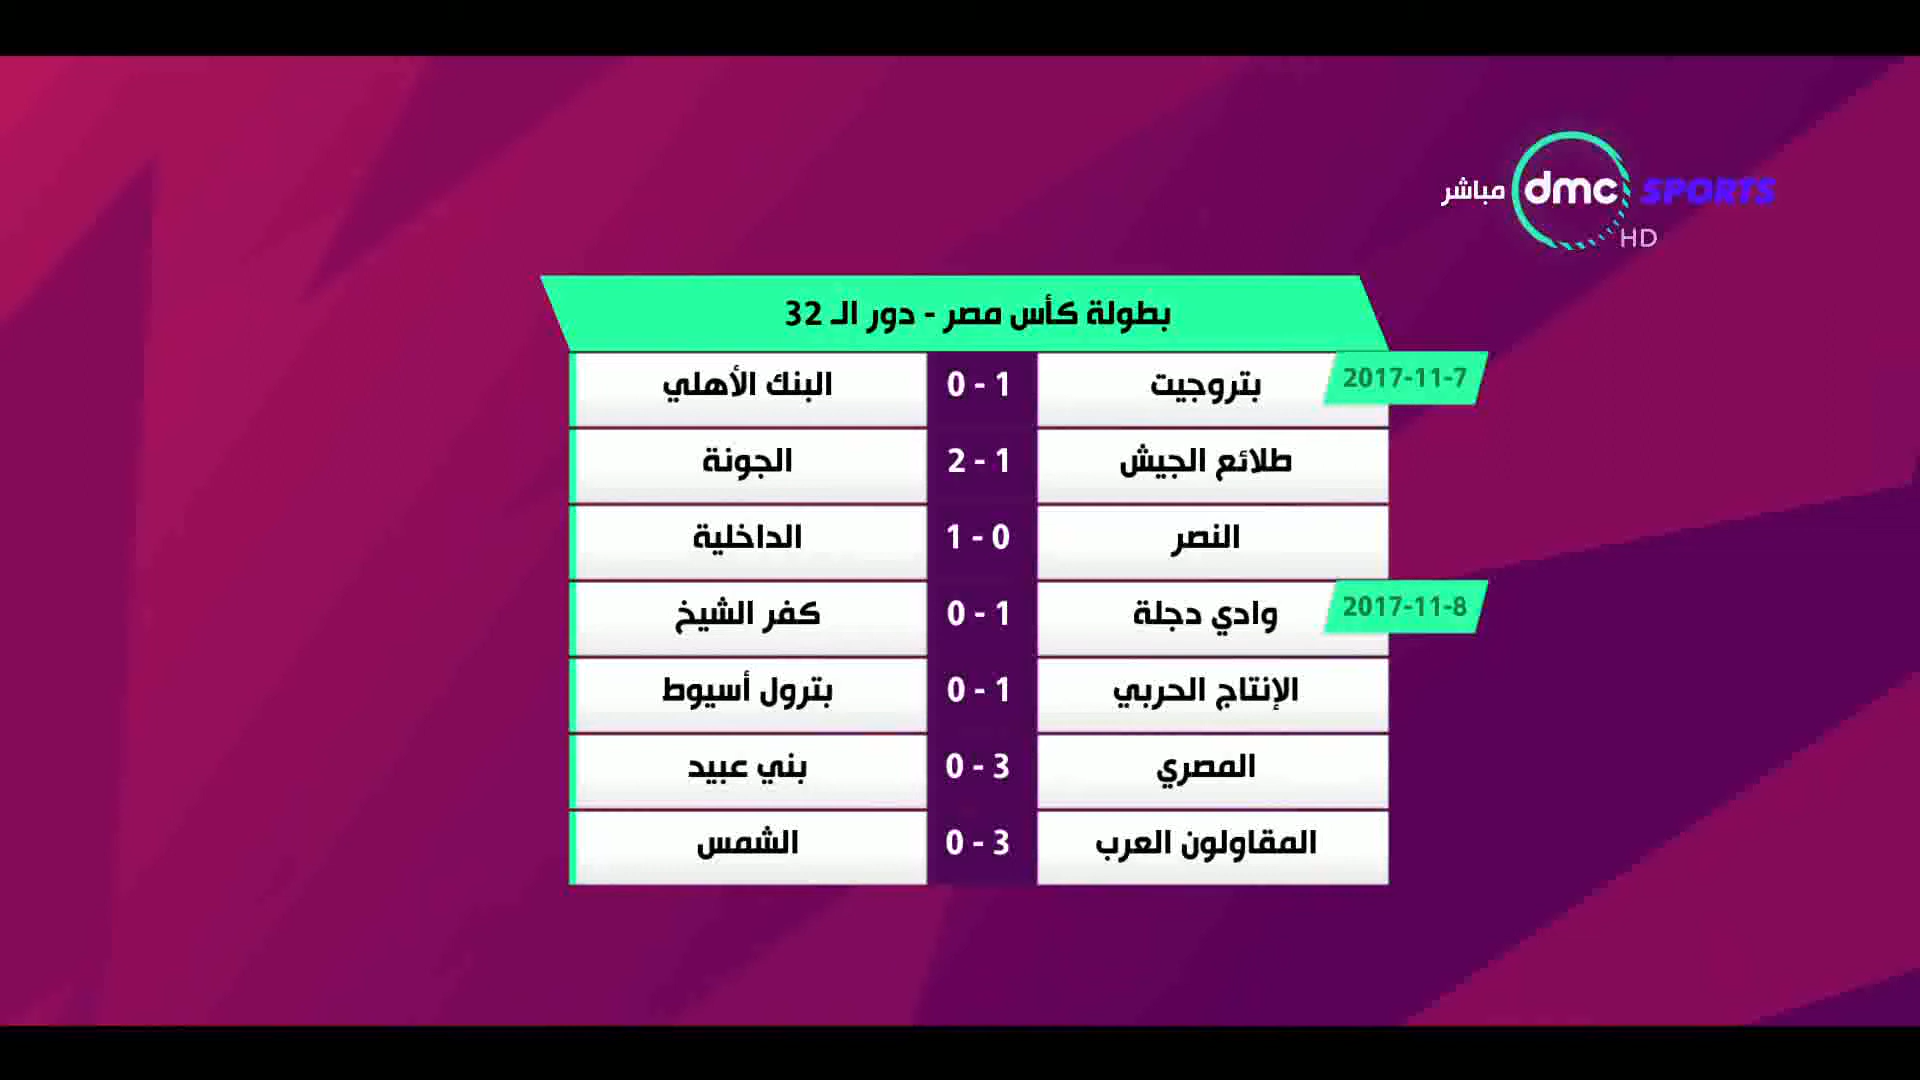 مباشر dmc SPORTS
HD
بطولة كأس مصر - دور الـ 32
2017-11-7
بتروجيت 1 - 0 البنك الأهلي
طلائع الجيش 1 - 2 الجونة
النصر 0 - 1 الداخلية
2017-11-8
وادي دجلة 1 - 0 كفر الشيخ
الإنتاج الحربي 1 - 0 بترول أسيوط
المصري 3 - 0 بني عبيد
المقاولون العرب 3 - 0 الشمس